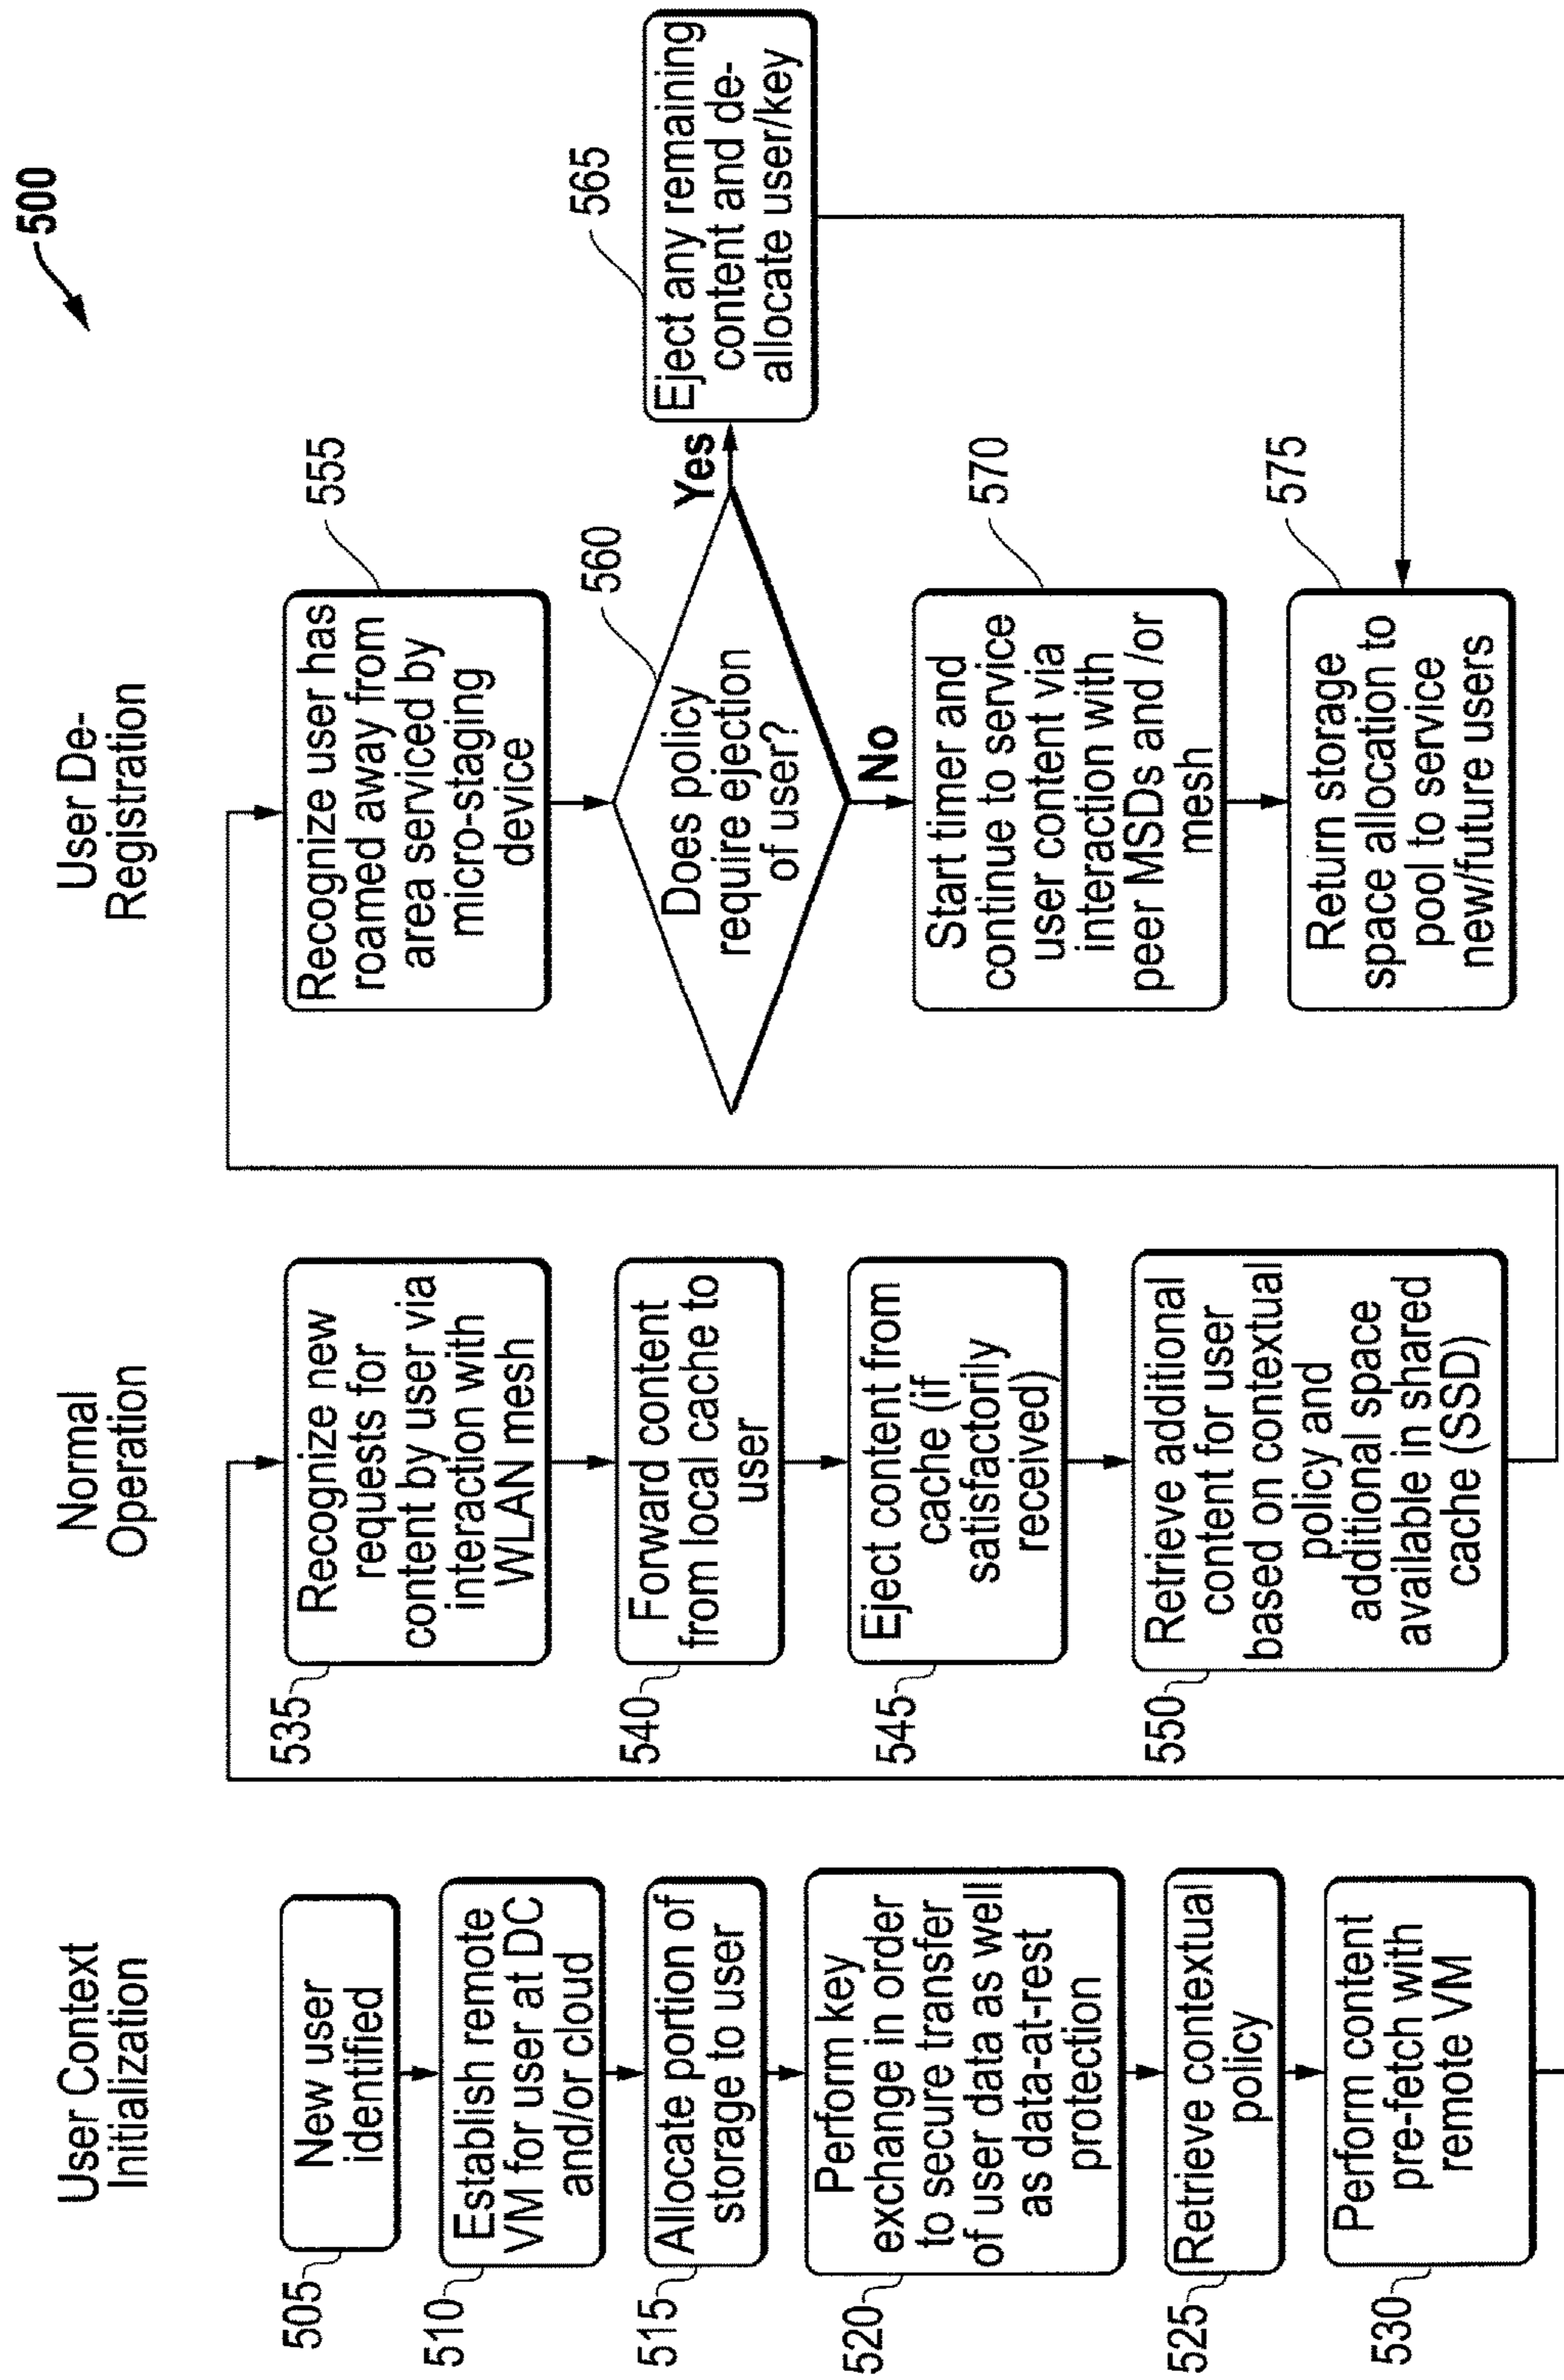 500
User Context
Initialization
505
New user
identified
510
Establish remote
VM for user at DC
and/or cloud
515
Allocate portion of
storage to user
520
Perform key
exchange in order
to secure transfer
of user data as well
as data-at-rest
protection
525
Retrieve contextual
policy
530
Perform content
pre-fetch with
remote VM
Normal
Operation
535
Recognize new
requests for
content by user via
interaction with
WLAN mesh
540
Forward content
from local cache to
user
545
Eject content from
cache (if
satisfactorily
received)
550
Retrieve additional
content for user
based on contextual
policy and
additional space
available in shared
cache (SSD)
User De-
Registration
555
Recognize user has
roamed away from
area serviced by
micro-staging
device
560
Does policy
require ejection
of user?
Yes
565
Eject any remaining
content and de-
allocate user/key
No
570
Start timer and
continue to service
user content via
interaction with
peer MSDs and /or
mesh
575
Return storage
space allocation to
pool to service
new/future users